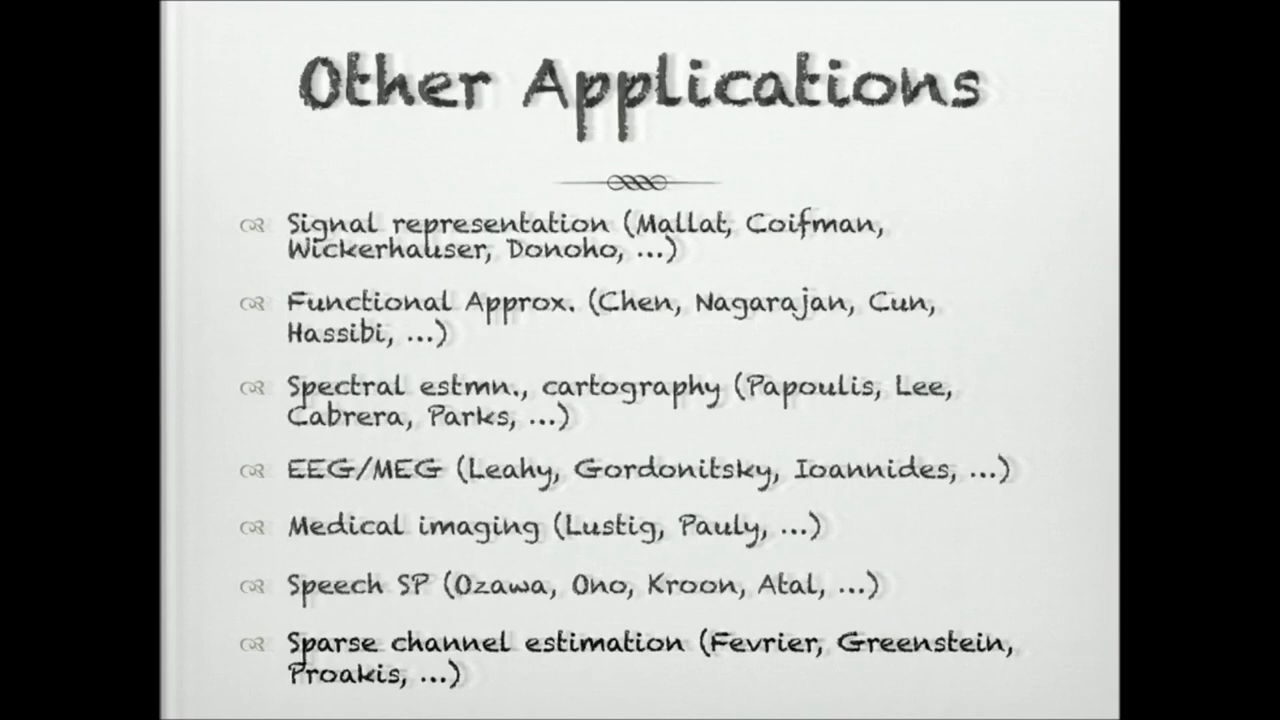 Other Applications
Signal representation (Mallat, Coifman,
Wickerhauser, Donoho, ...)
Functional Approx. (Chen, Nagarajan, Cun,
Hassibi, ...)
Spectral estmn., cartography (Papoulis, Lee,
Cabrera, Parks, ...)
EEG/MEG (Leahy, Gordonitsky, Ioannides, ...)
Medical imaging (Lustig, Pauly, ...)
Speech SP (Ozawa, Ono, Kroon, Atal, ...)
Sparse channel estimation (Fevrier, Greenstein,
Proakis, ...)